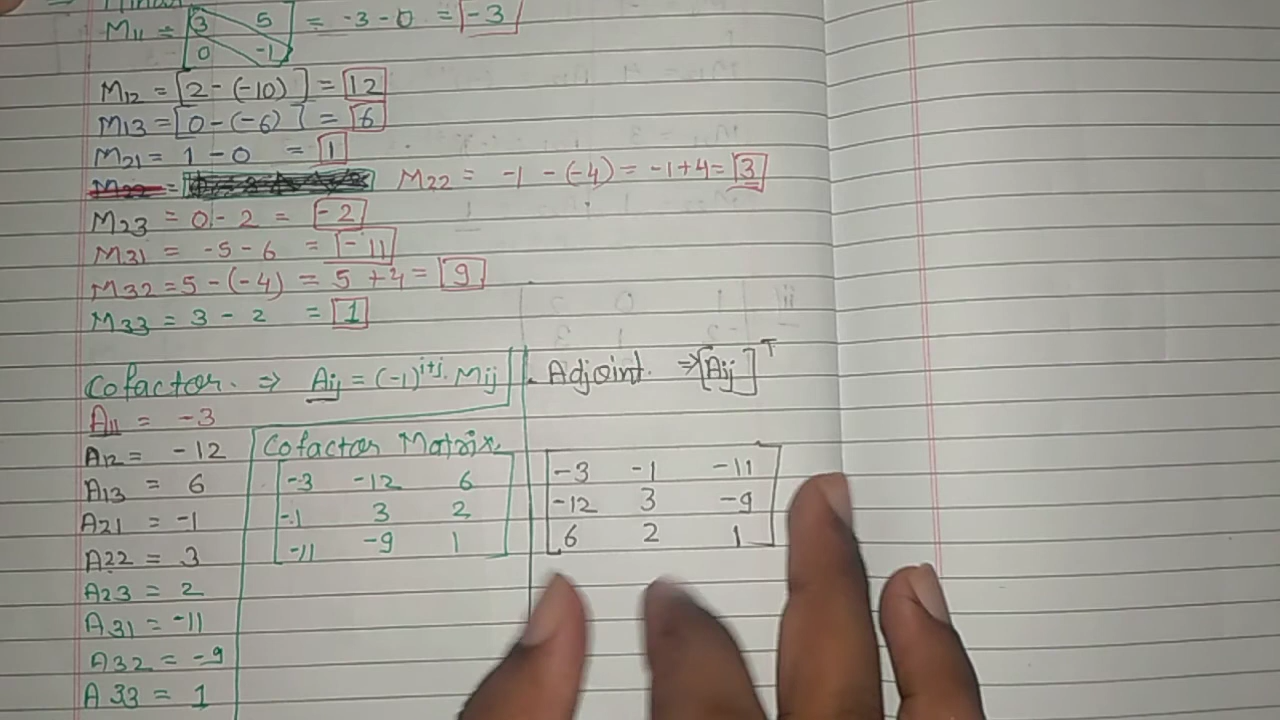 M11 = [3 5 = -3 - 0 = -3
0 -1]
M12 = [2 - (-10)] = 12
M13 = [0 - (-6)] = 6
M21 = 1 - 0 = 1
M22 = -1 - (-4) = -1+4 = 3
M23 = 0 - 2 = -2
M31 = -5 - 6 = -11
M32 = 5 - (-4) = 5 + 4 = 9
M33 = 3 - 2 = 1
Cofactor. ⇒ Aij = (-1)^i+j. Mij
A11 = -3
A12 = -12
A13 = 6
A21 = -1
A22 = 3
A23 = 2
A31 = -11
A32 = -9
A33 = 1
Cofactor Matrix
-3 -12 6
-1 3 2
-11 -9 1
Adjoint. ⇒ [Aij]^T
-3 -1 -11
-12 3 -9
6 2 1